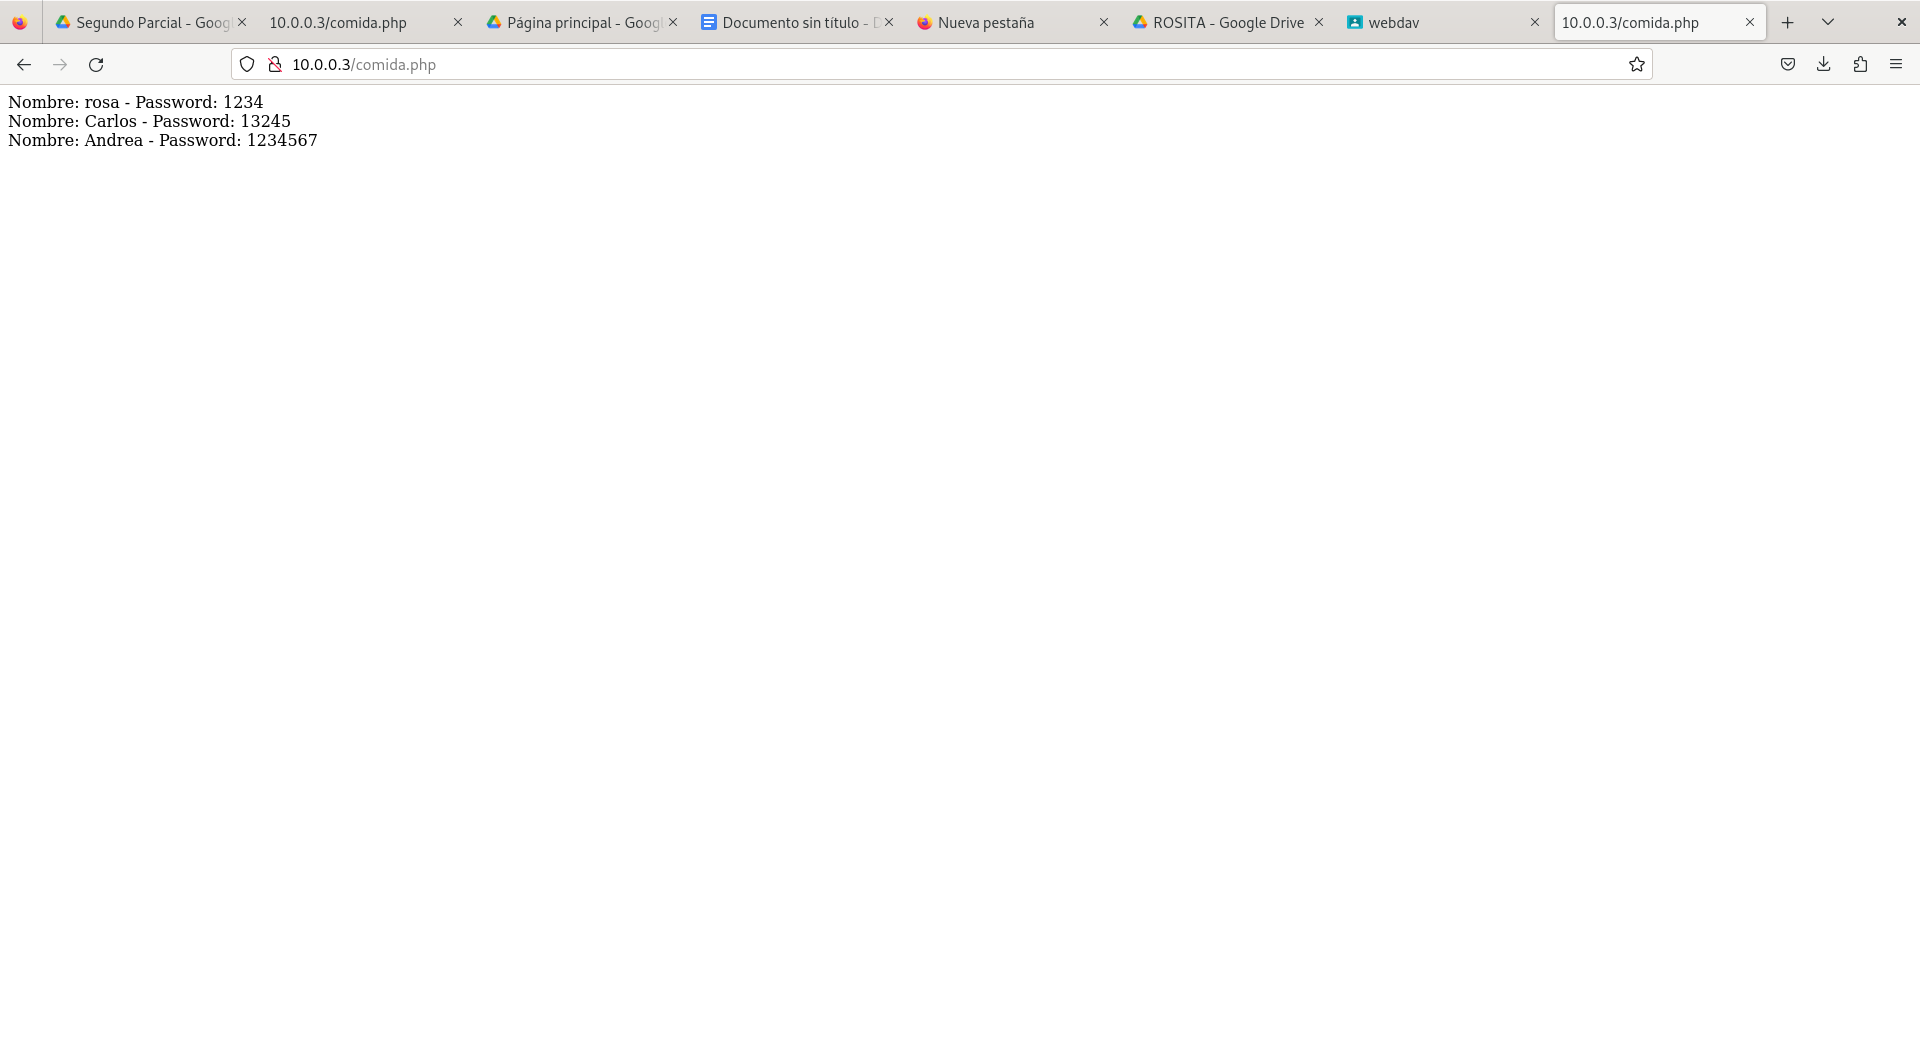 Segundo Parcial - Goog
10.0.0.3/comida.php
Página principal - Googl
Documento sin título - D
Nueva pestaña
ROSITA - Google Drive
webdav
10.0.0.3/comida.php
10.0.0.3/comida.php
Nombre: rosa - Password: 1234
Nombre: Carlos - Password: 13245
Nombre: Andrea - Password: 1234567